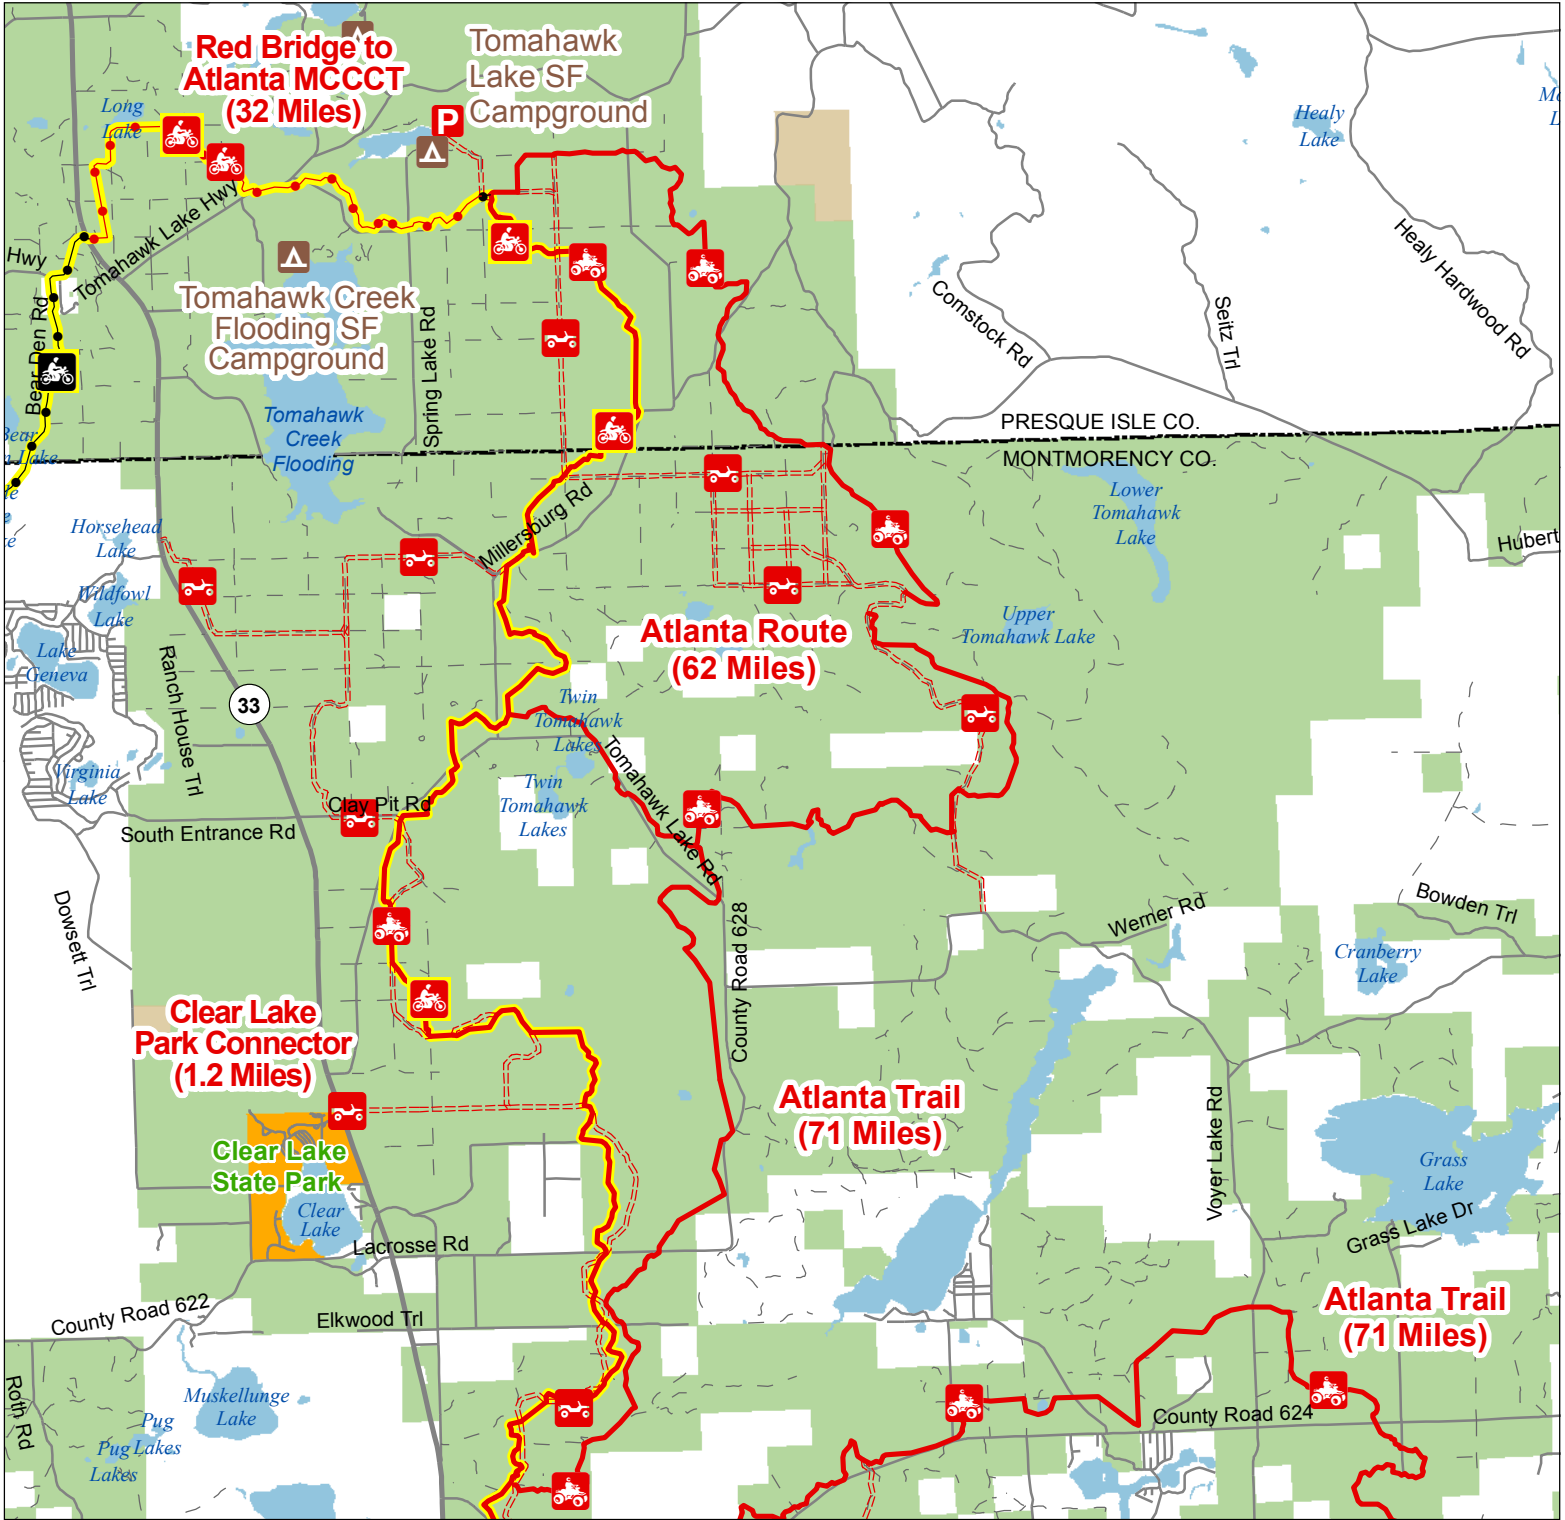 Red Bridge to
Atlanta MCCCT
(32 Miles)
Tomahawk
Lake SF
Campground
P
Long
Lake
Healy
Lake
Tomahawk Lake Hwy
Hwy
Healy Hardwood Rd
Tomahawk Creek
Flooding SF
Campground
Bear Den Rd
Spring Lake Rd
Comstock Rd
Seitz Trl
Tomahawk
Creek
Flooding
PRESQUE ISLE CO.
MONTMORENCY CO.
Bear
Lake
Lower
Tomahawk
Lake
Millersburg Rd
Horsehead
Lake
Hubert
Wildfowl
Lake
Upper
Tomahawk Lake
Atlanta Route
(62 Miles)
Lake
Geneva
Ranch House Trl
33
Twin
Tomahawk
Lakes
Tomahawk Lake Rd
Virginia
Lake
Twin
Tomahawk
Lakes
Clay Pit Rd
South Entrance Rd
Dowsett Trl
County Road 628
Werner Rd
Bowden Trl
Cranberry
Lake
Clear Lake
Park Connector
(1.2 Miles)
Atlanta Trail
(71 Miles)
Voyer Lake Rd
Clear Lake
State Park
Clear
Lake
Grass
Lake
Grass Lake Dr
Lacrosse Rd
County Road 622
Elkwood Trl
Atlanta Trail
(71 Miles)
Roth Rd
Muskellunge
Lake
Pug
Lakes
Pug
Lakes
County Road 624